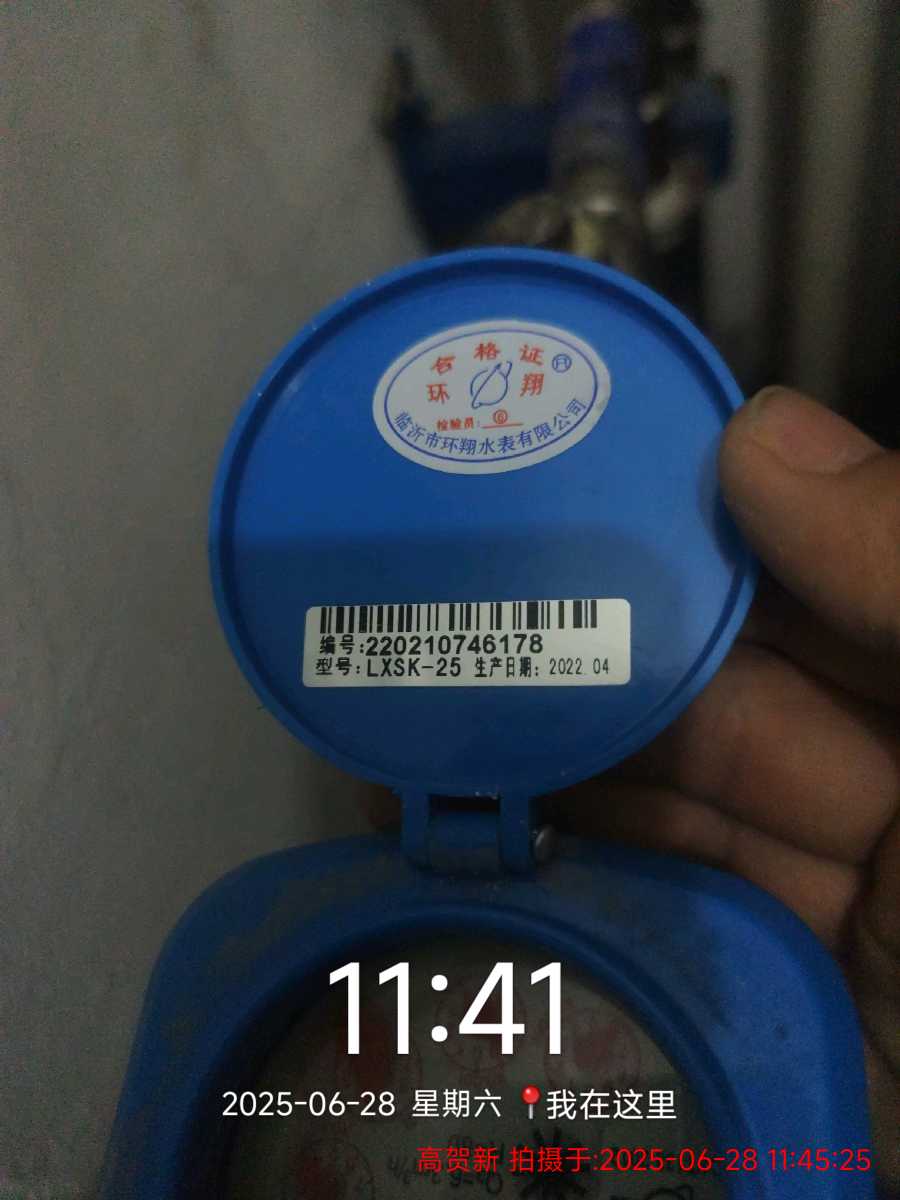 合格证
环翔
检验员:⑥
临沂市环翔水表有限公司
编号:220210746178
型号:LXSK-25 生产日期:2022.04
11:41
2025-06-28 星期六 📍我在这里
高贺新 拍摄于:2025-06-28 11:45:25